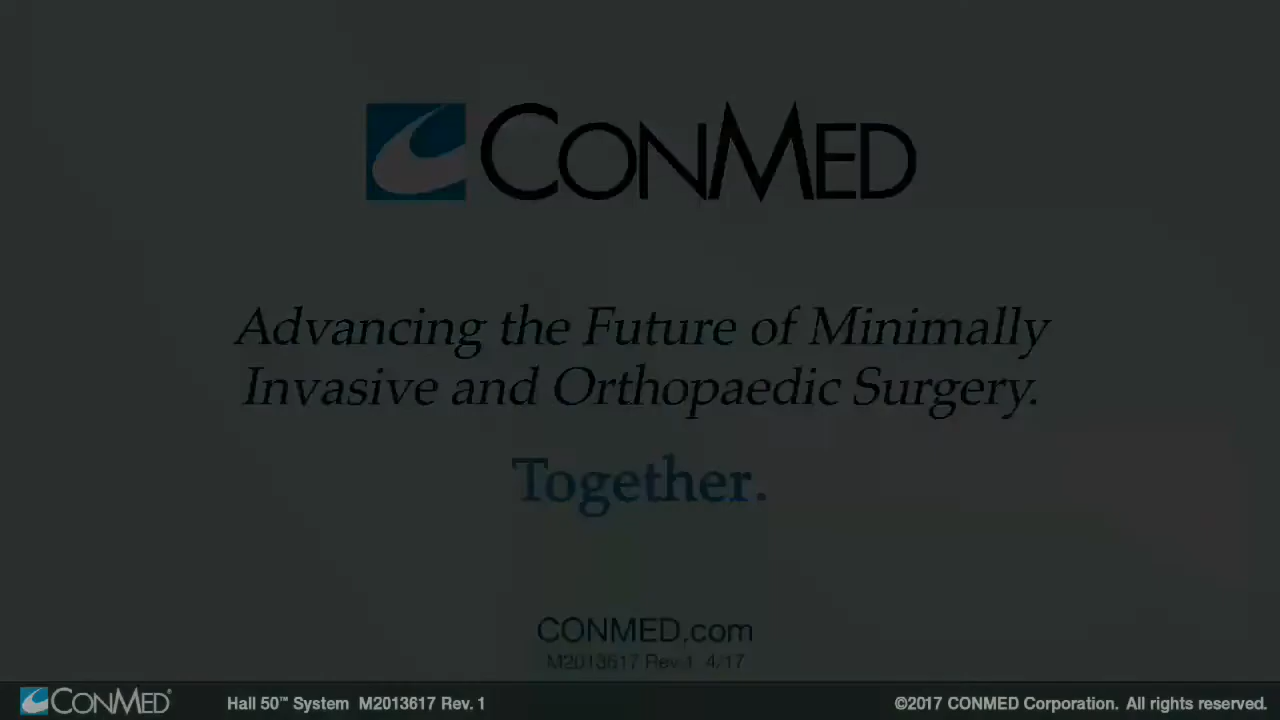 CONMED
Advancing the Future of Minimally
Invasive and Orthopaedic Surgery.
Together.
CONMED.com
M2013617 Rev.1 4/17
CONMED® Hall 50™ System M2013617 Rev. 1 ©2017 CONMED Corporation. All rights reserved.